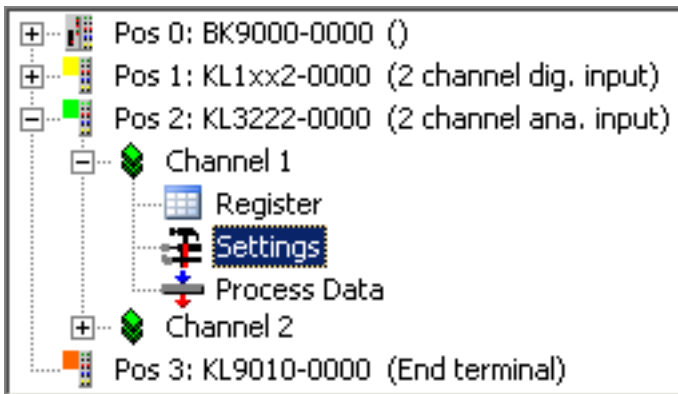 Pos 0: BK9000-0000 ()
Pos 1: KL1xx2-0000 (2 channel dig. input)
Pos 2: KL3222-0000 (2 channel ana. input)
Channel 1
Register
Settings
Process Data
Channel 2
Pos 3: KL9010-0000 (End terminal)